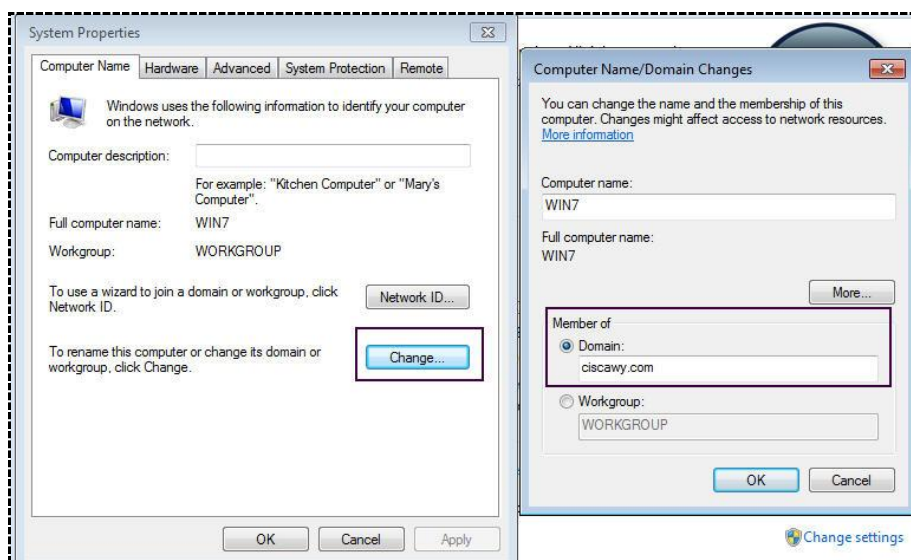 System Properties
Computer Name
Hardware
Advanced
System Protection
Remote
Windows uses the following information to identify your computer
on the network.
Computer description:
For example: "Kitchen Computer" or "Mary's
Computer".
Full computer name:
WIN7
Workgroup:
WORKGROUP
To use a wizard to join a domain or workgroup, click
Network ID.
Network ID...
To rename this computer or change its domain or
workgroup, click Change.
Change...
OK
Cancel
Apply
Computer Name/Domain Changes
You can change the name and the membership of this
computer. Changes might affect access to network resources.
More information
Computer name:
WIN7
Full computer name:
WIN7
More...
Member of
Domain:
ciscawy.com
Workgroup:
WORKGROUP
OK
Cancel
Change settings